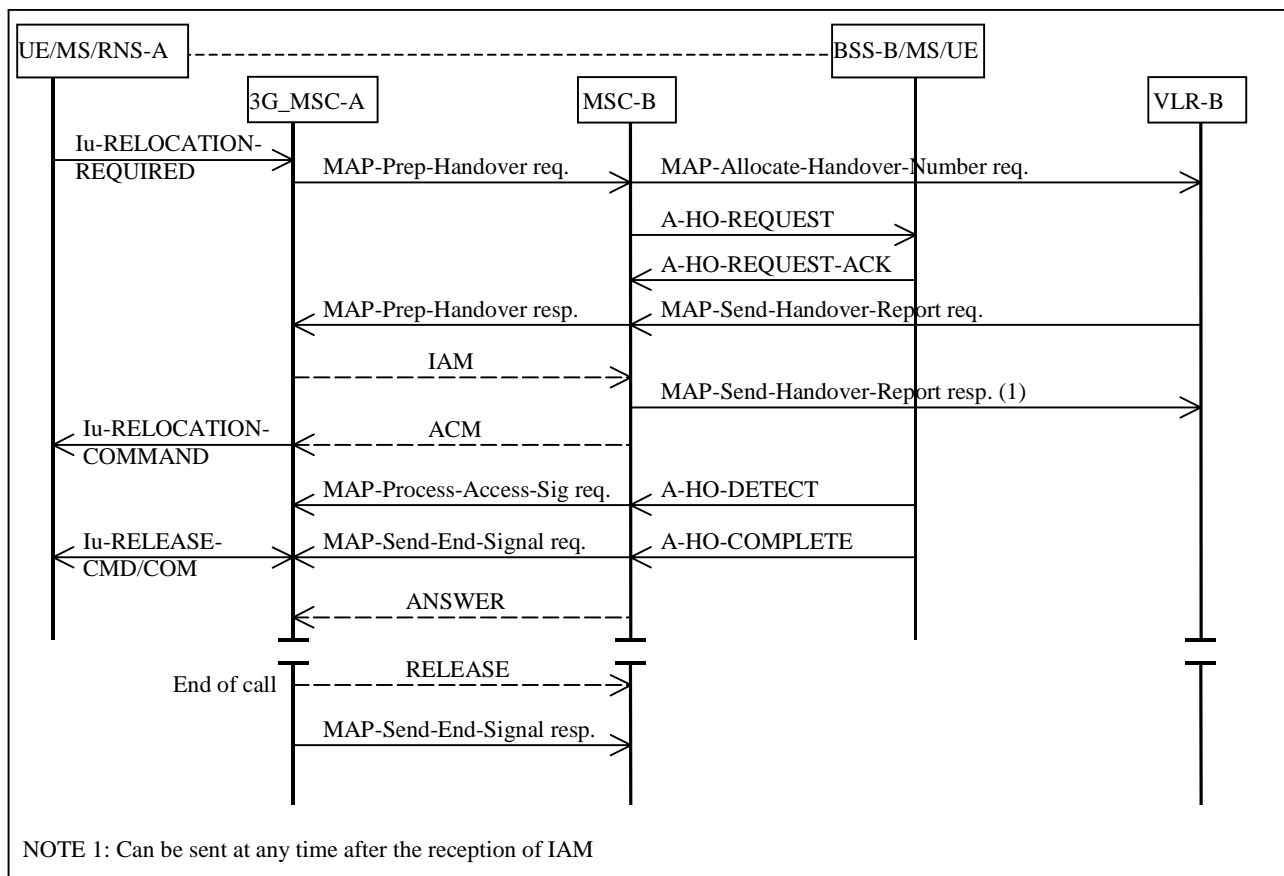 UE/MS/RNS-A
BSS-B/MS/UE
3G_MSC-A
MSC-B
VLR-B
Iu-RELOCATION-
REQUIRED
MAP-Prep-Handover req.
MAP-Allocate-Handover-Number req.
A-HO-REQUEST
A-HO-REQUEST-ACK
MAP-Prep-Handover resp.
MAP-Send-Handover-Report req.
IAM
MAP-Send-Handover-Report resp. (1)
Iu-RELOCATION-
COMMAND
ACM
MAP-Process-Access-Sig req.
A-HO-DETECT
Iu-RELEASE-
CMD/COM
MAP-Send-End-Signal req.
A-HO-COMPLETE
ANSWER
End of call
RELEASE
MAP-Send-End-Signal resp.
NOTE 1: Can be sent at any time after the reception of IAM